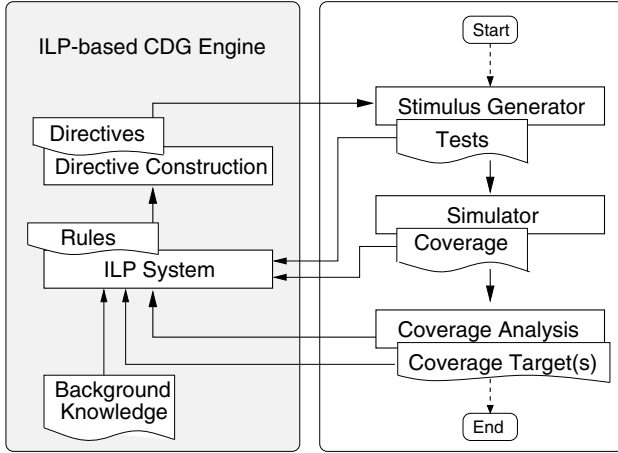 ILP-based CDG Engine
Directives
Directive Construction
Rules
ILP System
Background
Knowledge
Start
Stimulus Generator
Tests
Simulator
Coverage
Coverage Analysis
Coverage Target(s)
End